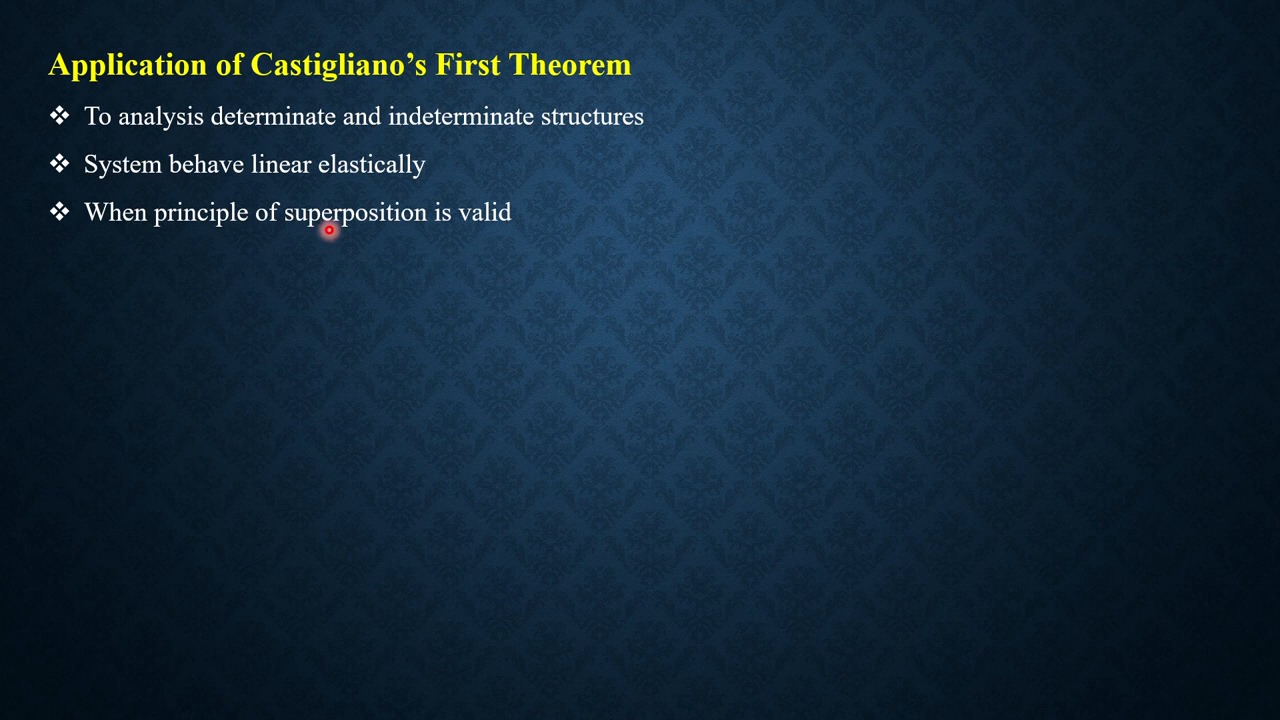 Application of Castigliano’s First Theorem
❖ To analysis determinate and indeterminate structures
❖ System behave linear elastically
❖ When principle of superposition is valid